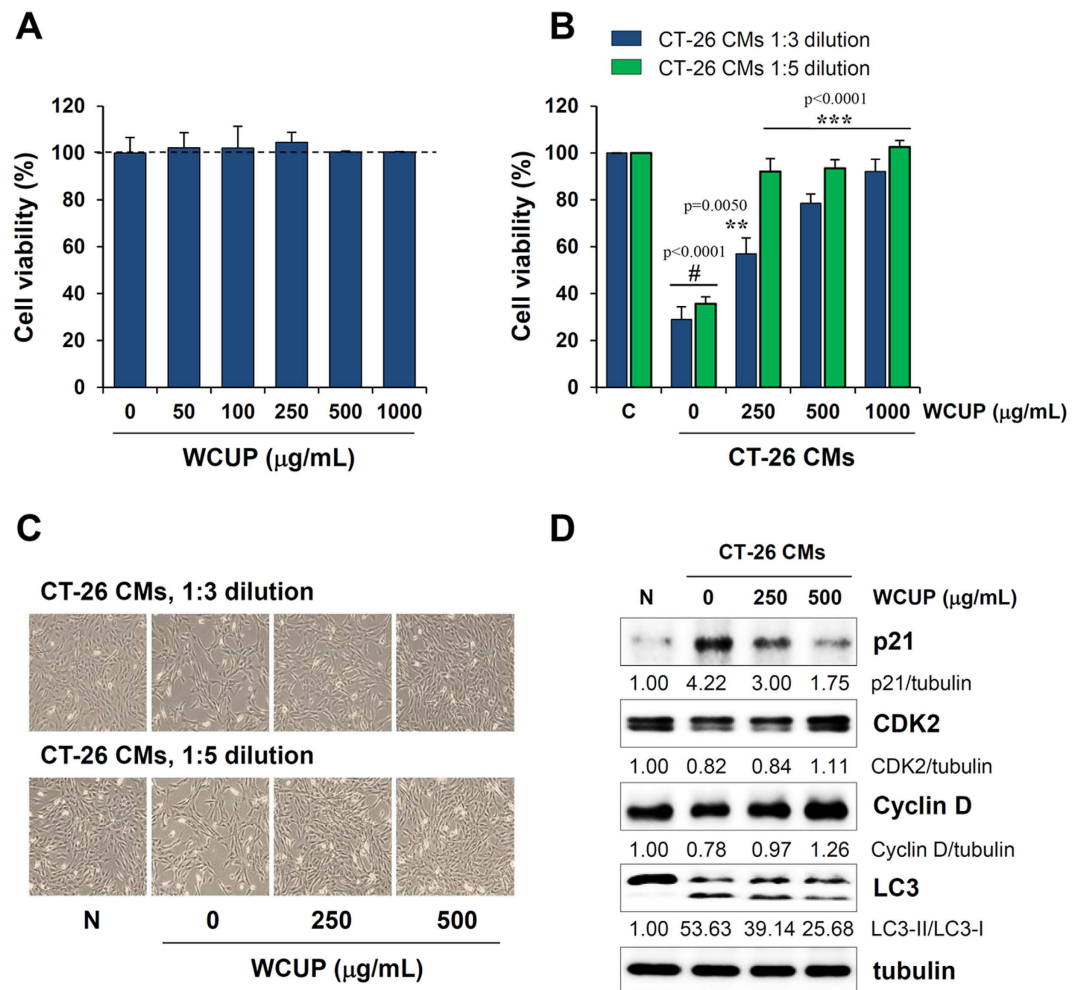 A
120
100
80
60
40
20
0
Cell viability (%)
0 50 100 250 500 1000
WCUP (μg/mL)
B
CT-26 CMs 1:3 dilution
CT-26 CMs 1:5 dilution
120
100
80
60
40
20
0
Cell viability (%)
p<0.0001
***
p=0.0050
**
p<0.0001
#
C 0 250 500 1000 WCUP (μg/mL)
CT-26 CMs
C
CT-26 CMs, 1:3 dilution
CT-26 CMs, 1:5 dilution
N 0 250 500
WCUP (μg/mL)
D
CT-26 CMs
N 0 250 500 WCUP (μg/mL)
p21
1.00 4.22 3.00 1.75 p21/tubulin
CDK2
1.00 0.82 0.84 1.11 CDK2/tubulin
Cyclin D
1.00 0.78 0.97 1.26 Cyclin D/tubulin
LC3
1.00 53.63 39.14 25.68 LC3-II/LC3-I
tubulin